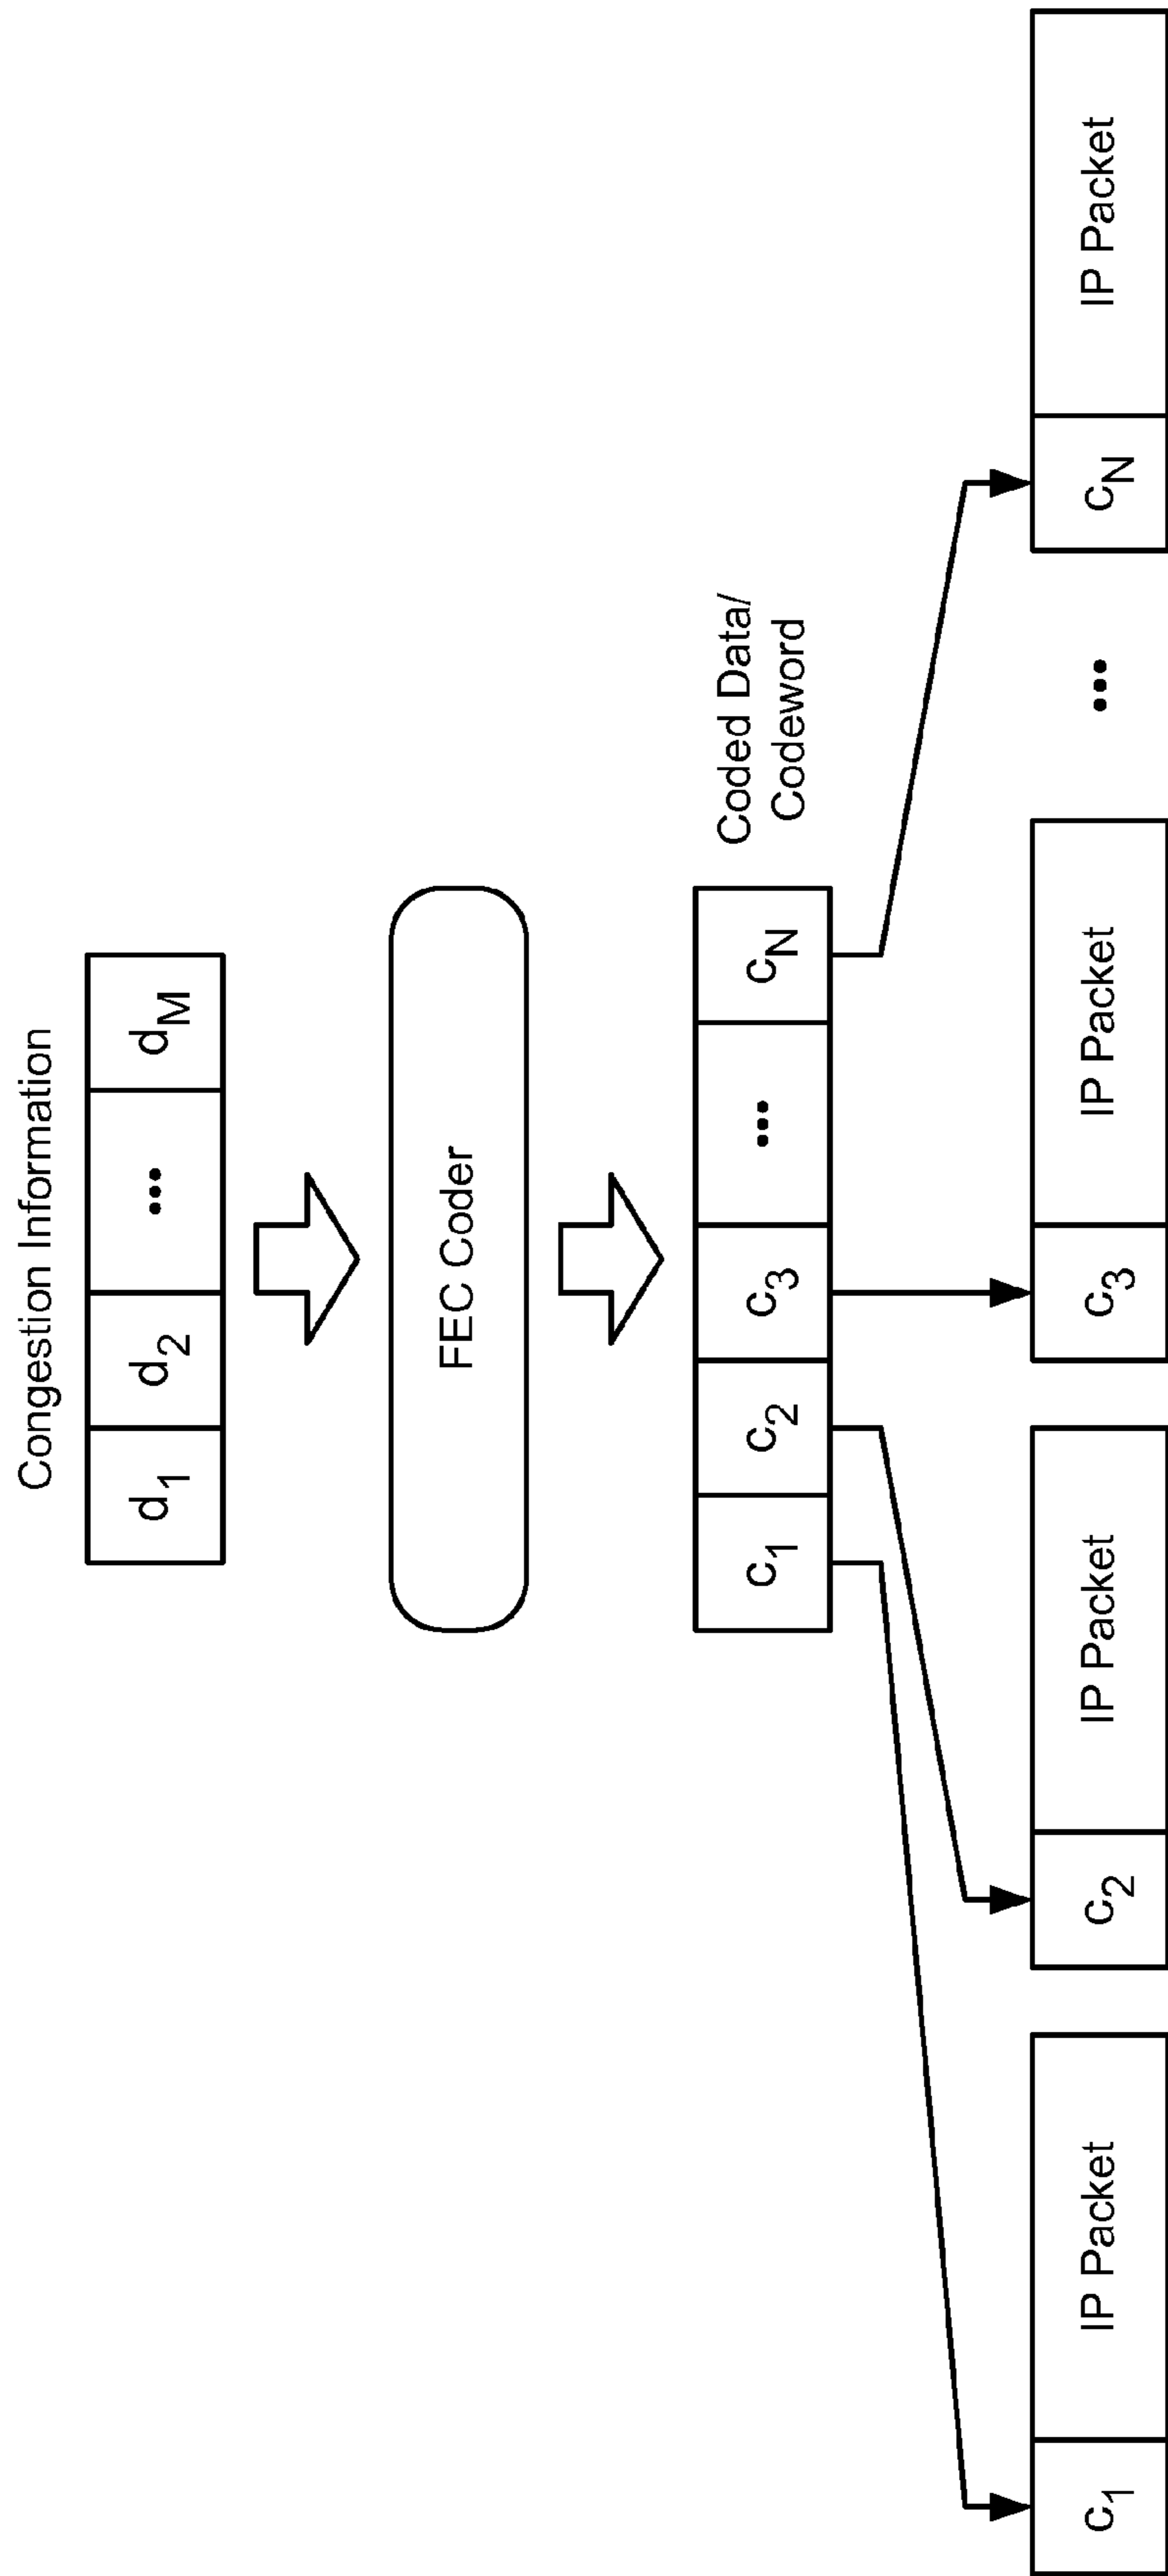 Congestion Information
d1 d2 ... dM
FEC Coder
c1 c2 c3 ... cN
Coded Data/
Codeword
c1 IP Packet c2 IP Packet c3 IP Packet ... cN IP Packet